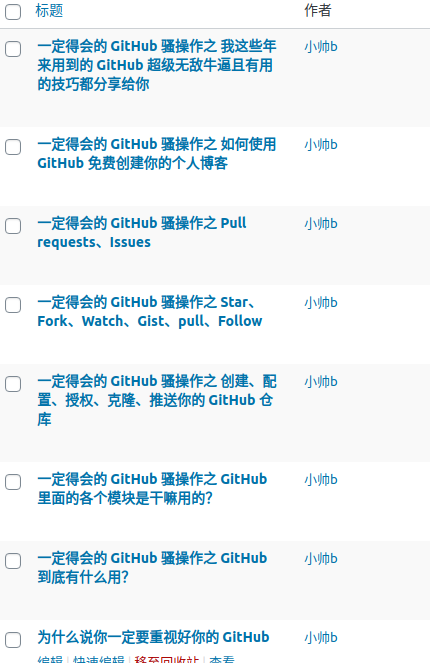 标题 作者
一定得会的 GitHub 骚操作之 我这些年 小帅b
来用到的 GitHub 超级无敌牛逼且有用
的技巧都分享给你
一定得会的 GitHub 骚操作之 如何使用 小帅b
GitHub 免费创建你的个人博客
一定得会的 GitHub 骚操作之 Pull 小帅b
requests、Issues
一定得会的 GitHub 骚操作之 Star、 小帅b
Fork、Watch、Gist、pull、Follow
一定得会的 GitHub 骚操作之 创建、配 小帅b
置、授权、克隆、推送你的 GitHub 仓
库
一定得会的 GitHub 骚操作之 GitHub 小帅b
里面的各个模块是干嘛用的？
一定得会的 GitHub 骚操作之 GitHub 小帅b
到底有什么用？
为什么说你一定要重视好你的 GitHub 小帅b
编辑 | 快速编辑 | 移至回收站 | 查看